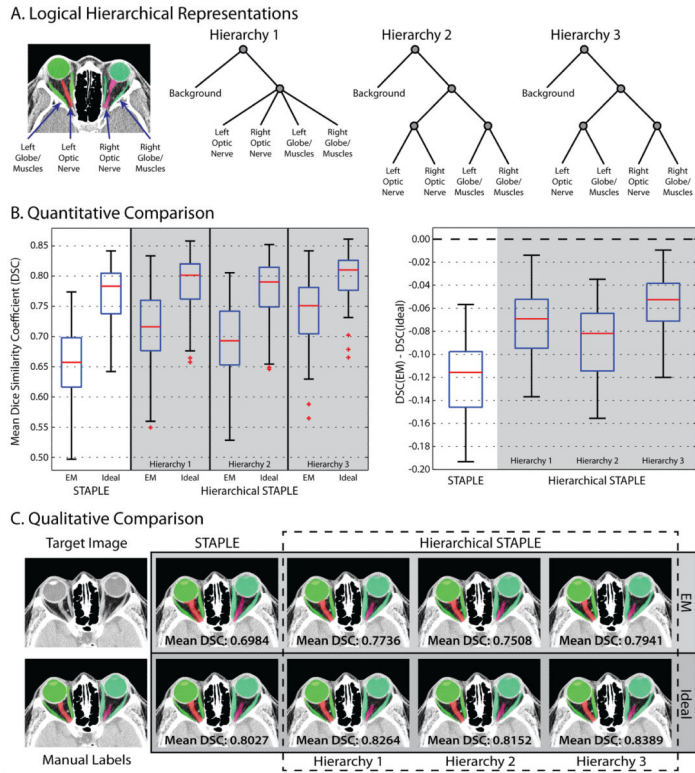 A. Logical Hierarchical Representations
Hierarchy 1
Hierarchy 2
Hierarchy 3
Left Globe/ Muscles
Left Optic Nerve
Right Optic Nerve
Right Globe/ Muscles
Background
Left Optic Nerve
Right Optic Nerve
Left Globe/ Muscles
Right Globe/ Muscles
Background
Left Optic Nerve
Right Optic Nerve
Left Globe/ Muscles
Right Globe/ Muscles
Background
Left Optic Nerve
Left Globe/ Muscles
Right Optic Nerve
Right Globe/ Muscles
B. Quantitative Comparison
Mean Dice Similarity Coefficient (DSC)
0.85
0.80
0.75
0.70
0.65
0.60
0.55
0.50
Hierarchy 1
Hierarchy 2
Hierarchy 3
EM
Ideal
EM
Ideal
EM
Ideal
EM
Ideal
STAPLE
Hierarchical STAPLE
DSC(EM) - DSC(Ideal)
0.00
-0.04
-0.06
-0.08
-0.10
-0.12
-0.14
-0.16
-0.18
-0.20
Hierarchy 1
Hierarchy 2
Hierarchy 3
STAPLE
Hierarchical STAPLE
C. Qualitative Comparison
Target Image
STAPLE
Hierarchical STAPLE
Mean DSC: 0.6984
Mean DSC: 0.7736
Mean DSC: 0.7508
Mean DSC: 0.7941
EM
Mean DSC: 0.8027
Mean DSC: 0.8264
Mean DSC: 0.8152
Mean DSC: 0.8389
Ideal
Manual Labels
Hierarchy 1
Hierarchy 2
Hierarchy 3